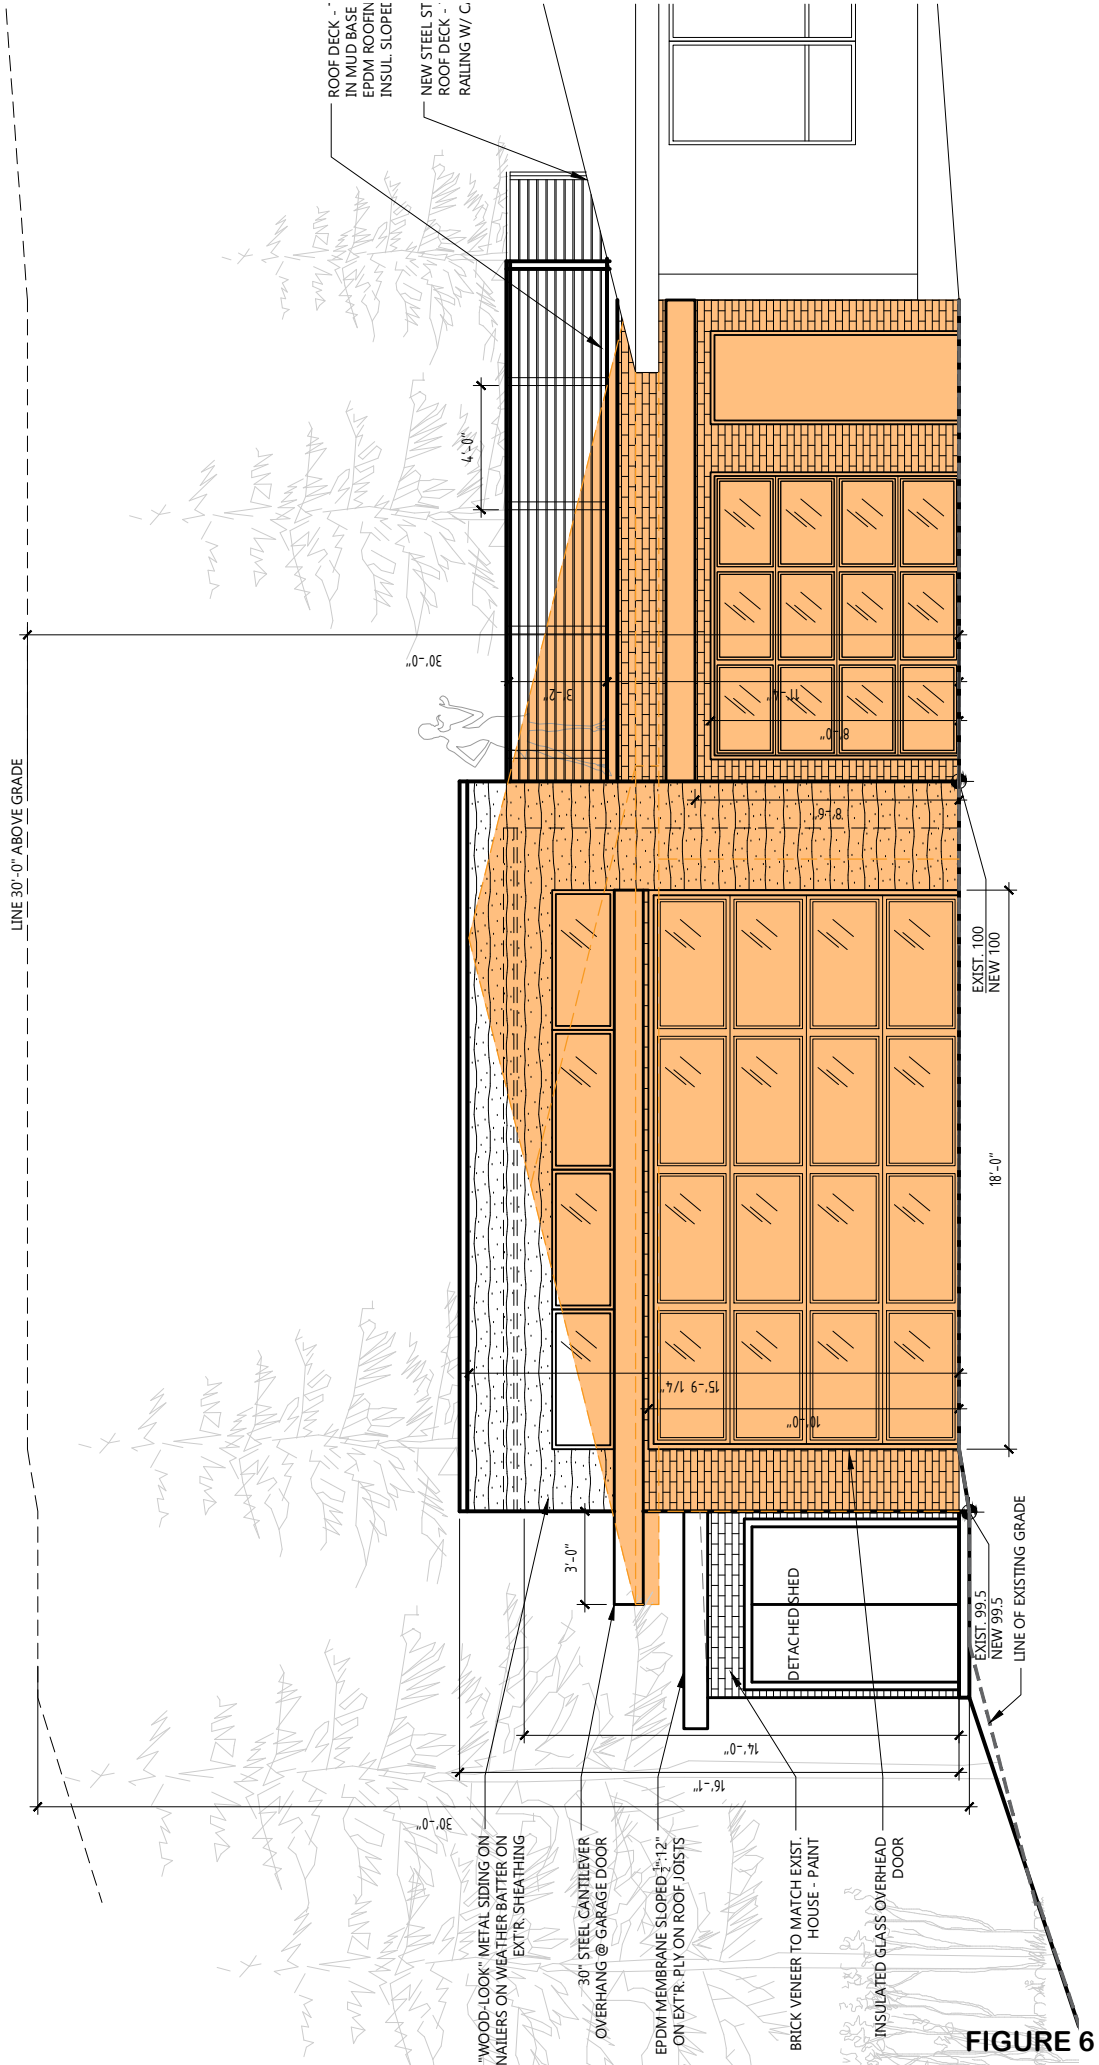 LINE 30'-0" ABOVE GRADE
ROOF DECK -
IN MUD BASE
EPDM ROOFIN
INSUL. SLOPED
NEW STEEL ST
ROOF DECK -
RAILING W/ C
4'-0"
30'-0"
3'-2"
11'-4"
8'-0"
8'-6"
EXIST. 100
NEW 100
18'-0"
15'-9 1/4"
10'-0"
3'-0"
DETACHED SHED
EXIST. 99.5
NEW 99.5
LINE OF EXISTING GRADE
14'-0"
16'-1"
30'-0"
"WOOD-LOOK" METAL SIDING ON
NAILERS ON WEATHER BATTER ON
EXT'R. SHEATHING
30" STEEL CANTILEVER
OVERHANG @ GARAGE DOOR
EPDM MEMBRANE SLOPED ½":12"
ON EXT'R. PLY ON ROOF JOISTS
BRICK VENEER TO MATCH EXIST.
HOUSE - PAINT
INSULATED GLASS OVERHEAD
DOOR
FIGURE 6